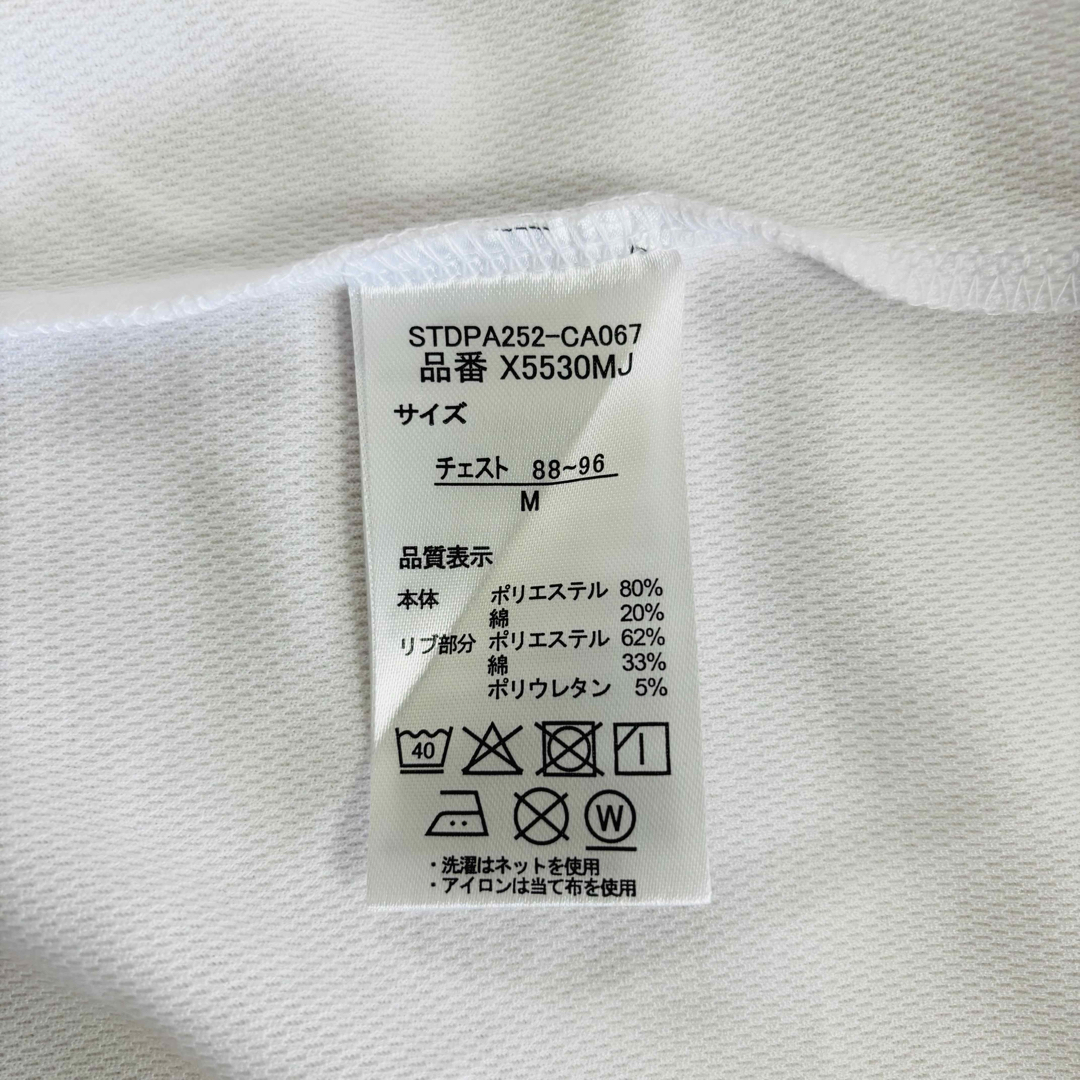 STDPA252-CA067
品番 X5530MJ
サイズ
チェスト 88~96
M
品質表示
本体 ポリエステル 80%
綿 20%
リブ部分 ポリエステル 62%
綿 33%
ポリウレタン 5%
40
W
・洗濯はネットを使用
・アイロンは当て布を使用